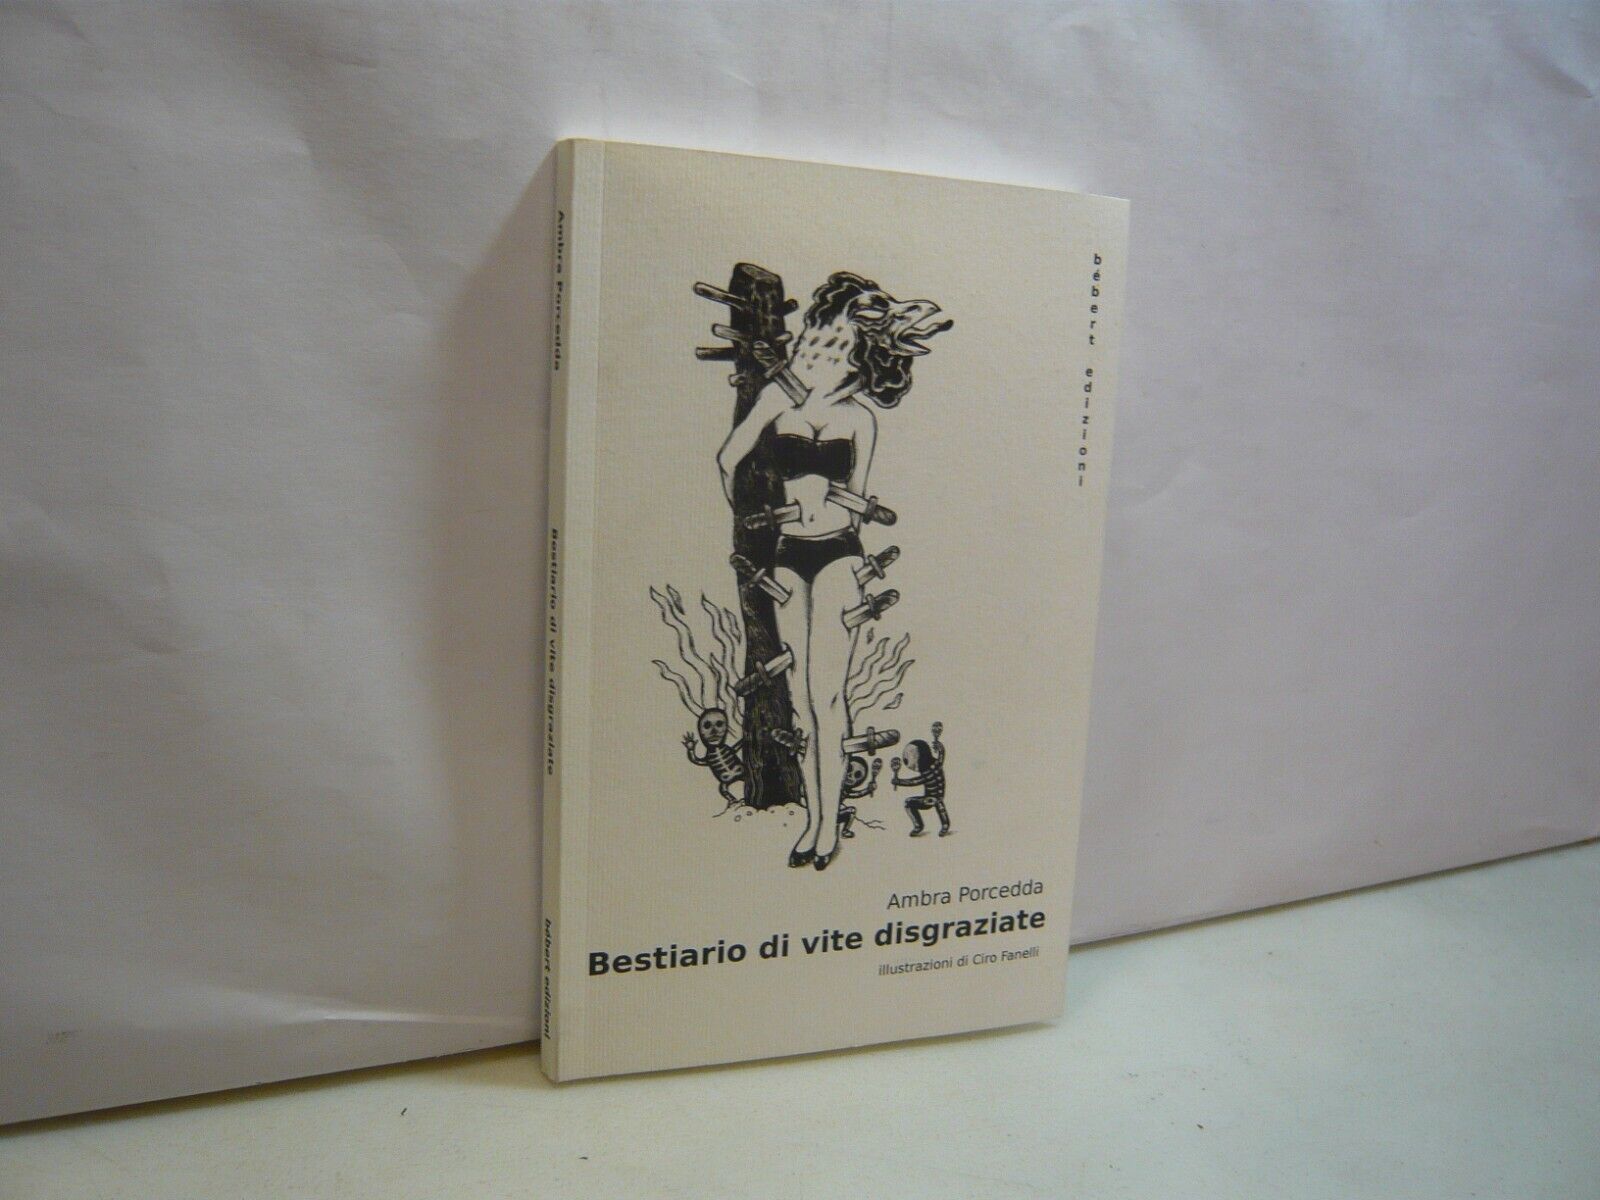 Ambra Porcedda
Bestiario di vite disgraziate
bébert edizioni
bébert edizioni
Ambra Porcedda
Bestiario di vite disgraziate
illustrazioni di Ciro Fanelli